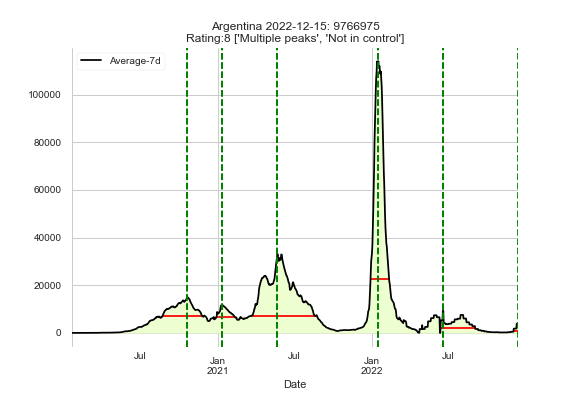 Argentina 2022-12-15: 9766975
Rating:8 ['Multiple peaks', 'Not in control']
Average-7d
100000
80000
60000
40000
20000
0
Jul
Jan
2021
Jul
Jan
2022
Jul
Date